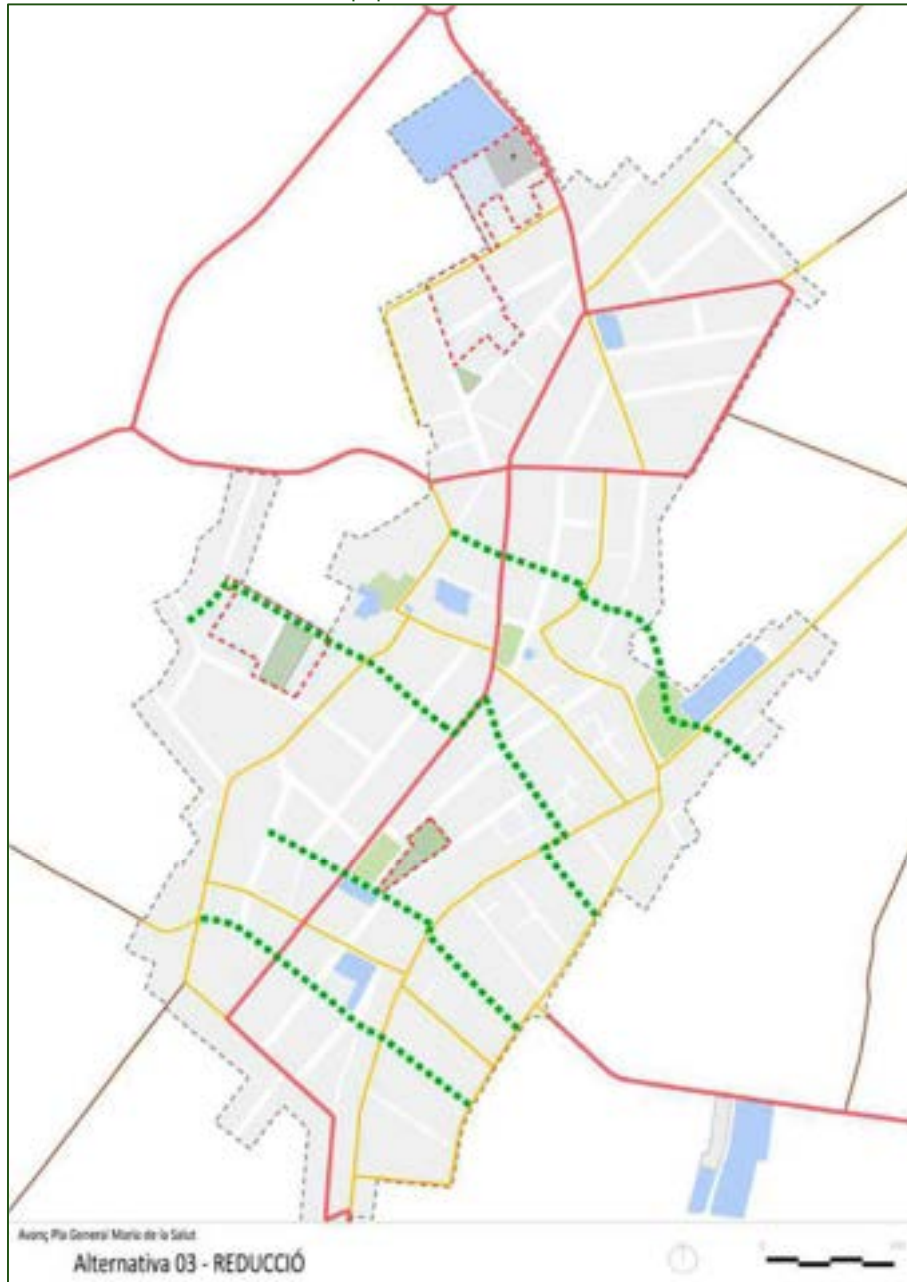 Avanç Pla General Maria de la Salut
Alternativa 03 - REDUCCIÓ